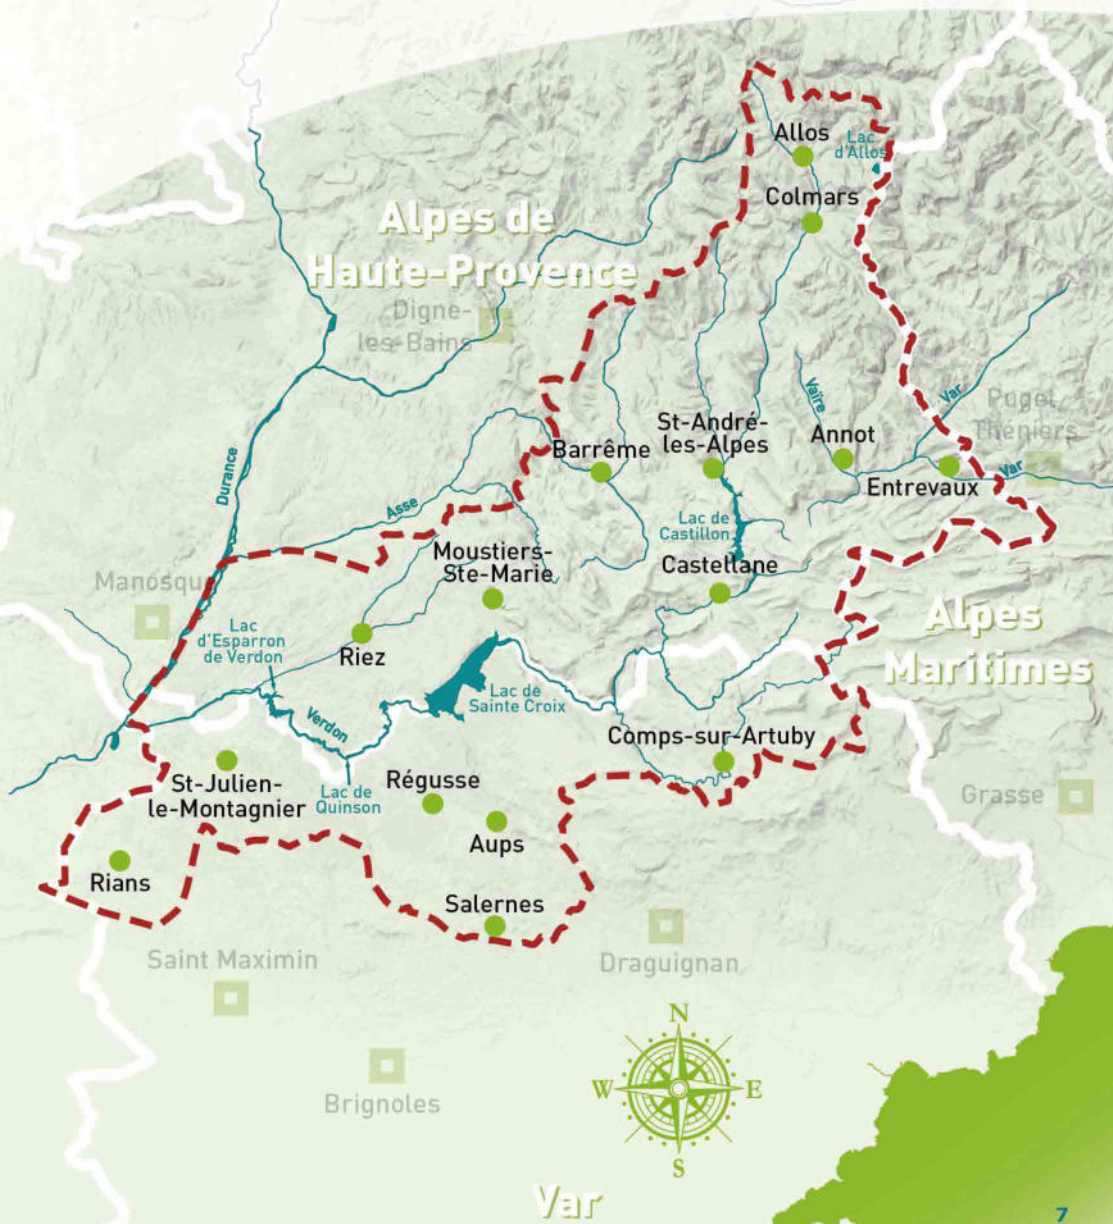 Allos
Lac
d'Allos
Colmars
Alpes de
Haute-Provence
Digne-
les-Bains
Durance
Asse
Barrême
St-André-
les-Alpes
Vaïre
Annot
Var
Puget
Théniers
Entrevaux
Var
Lac de
Castillon
Castellane
Moustiers-
Ste-Marie
Manosque
Lac
d'Esparron
de Verdon
Riez
Alpes
Maritimes
Lac de
Sainte Croix
Verdon
Comps-sur-Artuby
St-Julien-
le-Montagnier
Lac de
Quinson
Régusse
Grasse
Aups
Rians
Salernes
Saint Maximin
Draguignan
N
W
E
S
Brignoles
Var
7